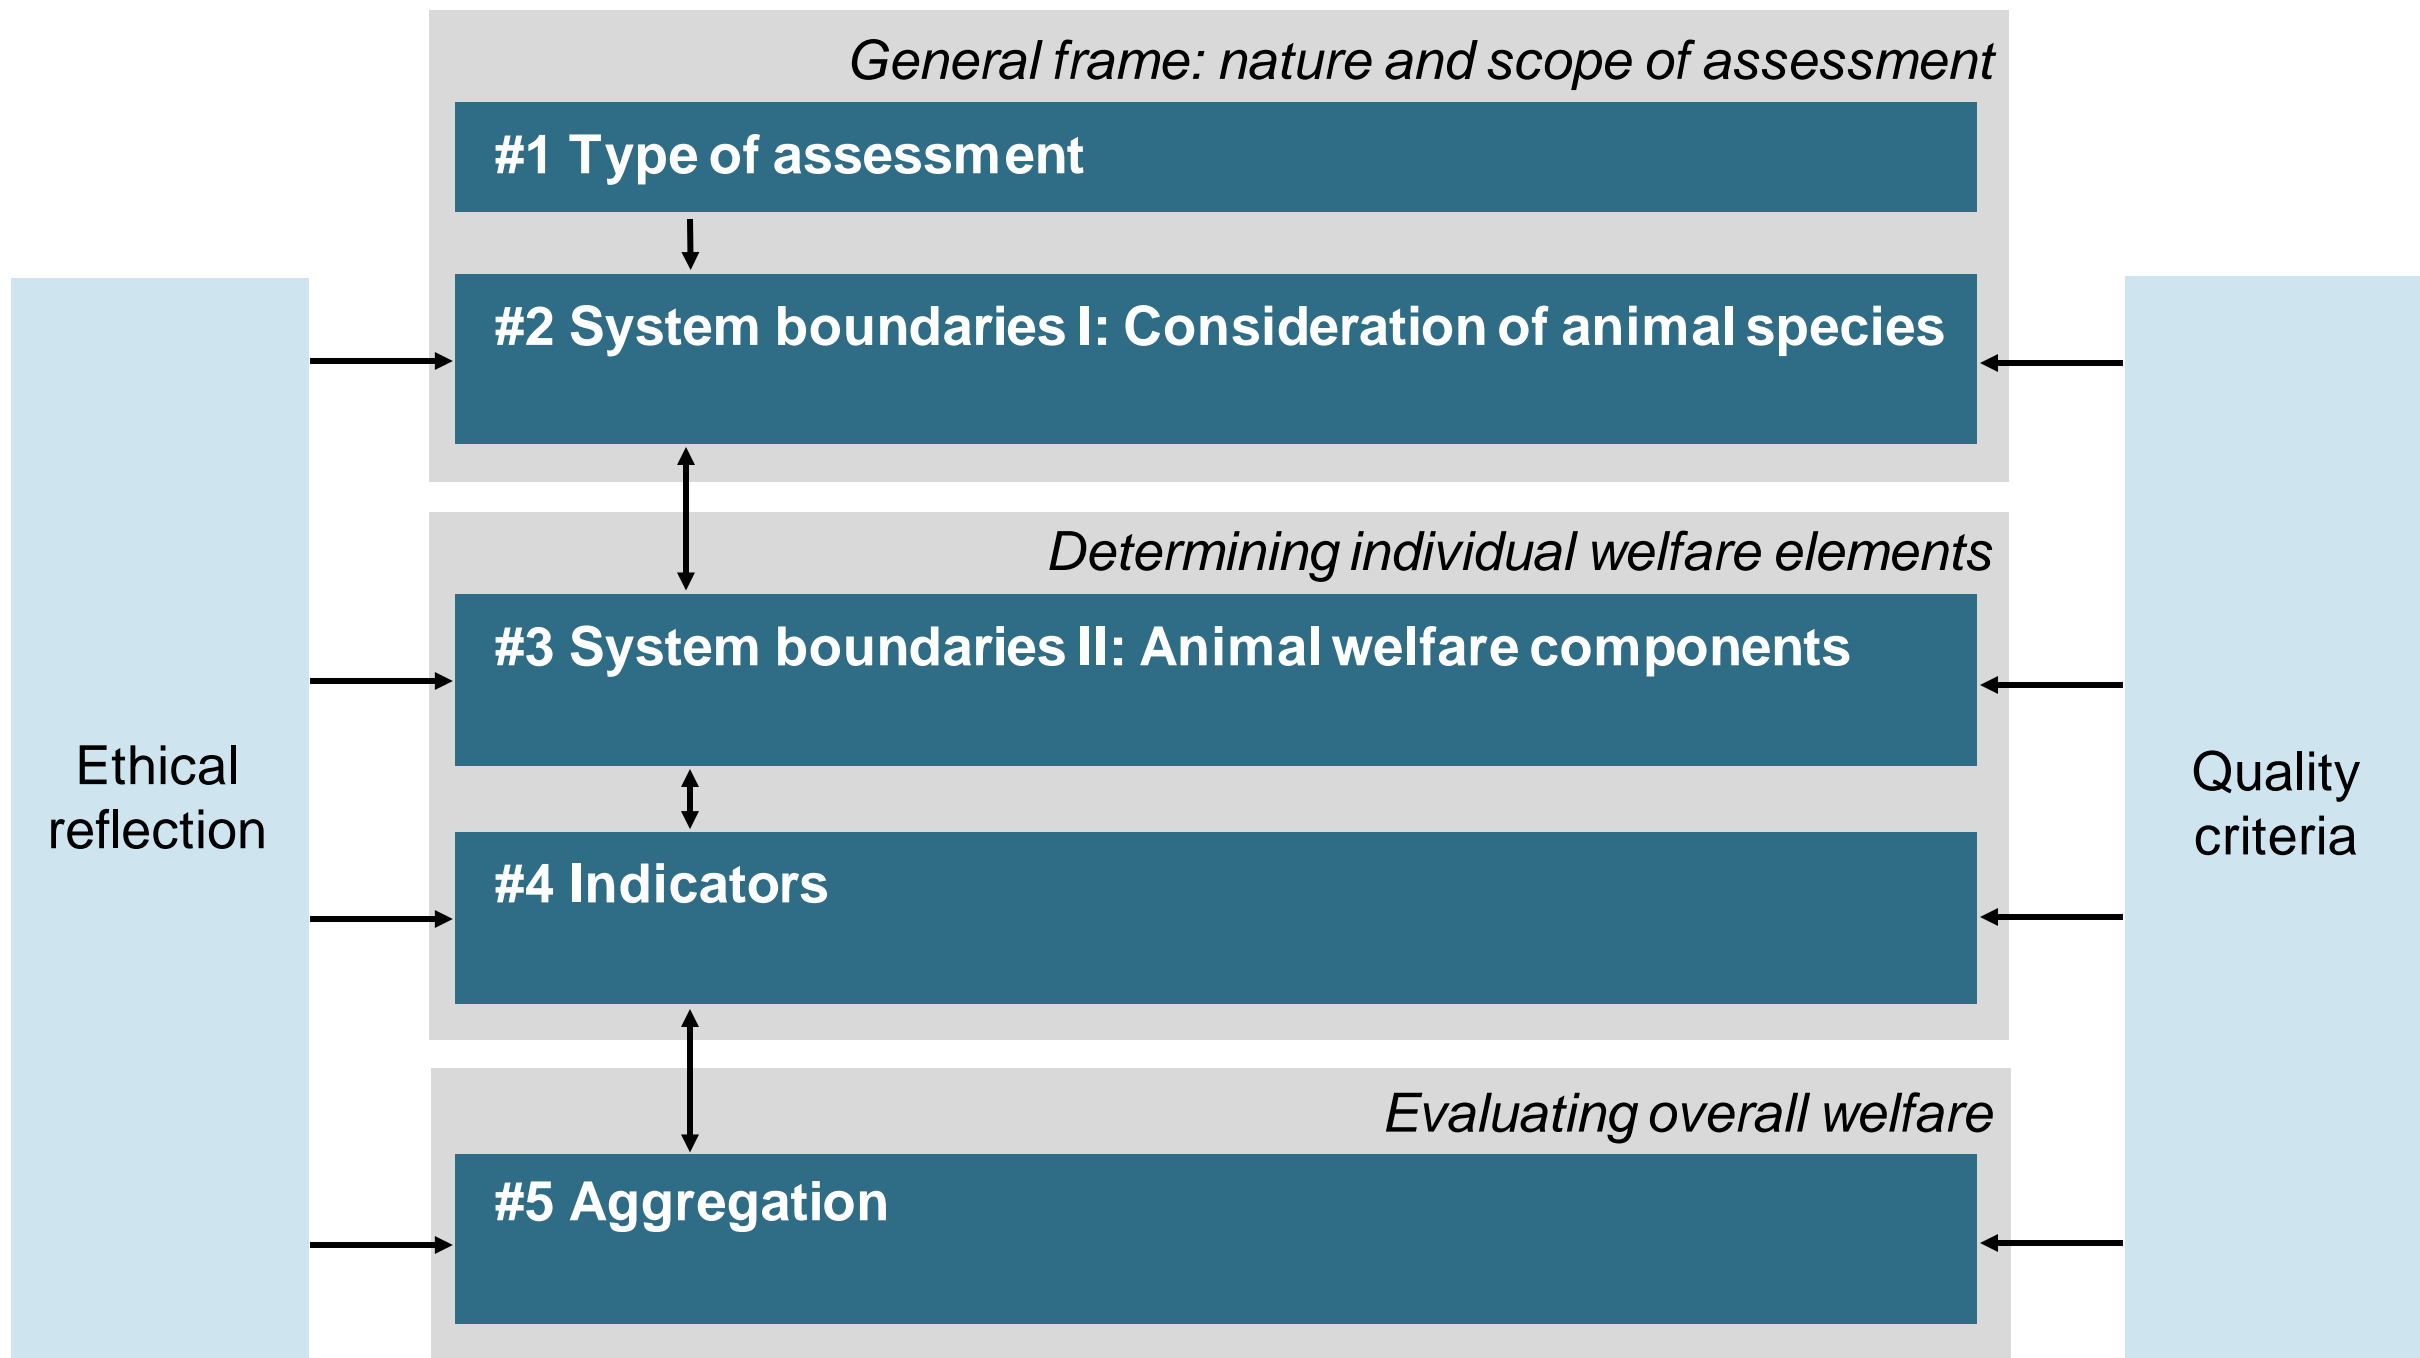 General frame: nature and scope of assessment
#1 Type of assessment
#2 System boundaries I: Consideration of animal species
Determining individual welfare elements
#3 System boundaries II: Animal welfare components
Ethical
reflection
Quality
criteria
#4 Indicators
Evaluating overall welfare
#5 Aggregation